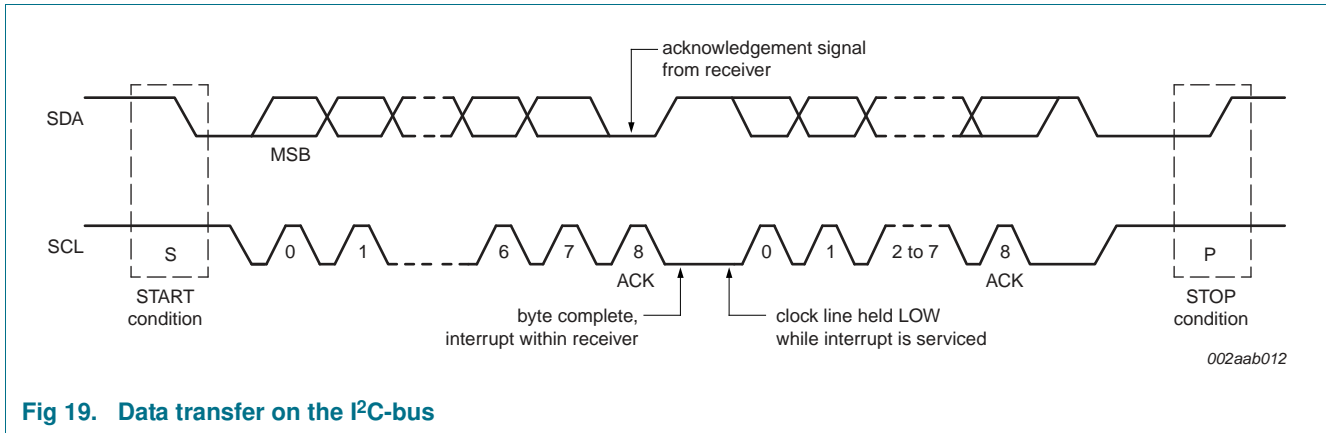 acknowledgement signal
from receiver
SDA
MSB
SCL
S
0
1
6
7
8
0
1
2 to 7
8
P
ACK
ACK
START
condition
byte complete,
interrupt within receiver
clock line held LOW
while interrupt is serviced
STOP
condition
002aab012
Fig 19. Data transfer on the I²C-bus